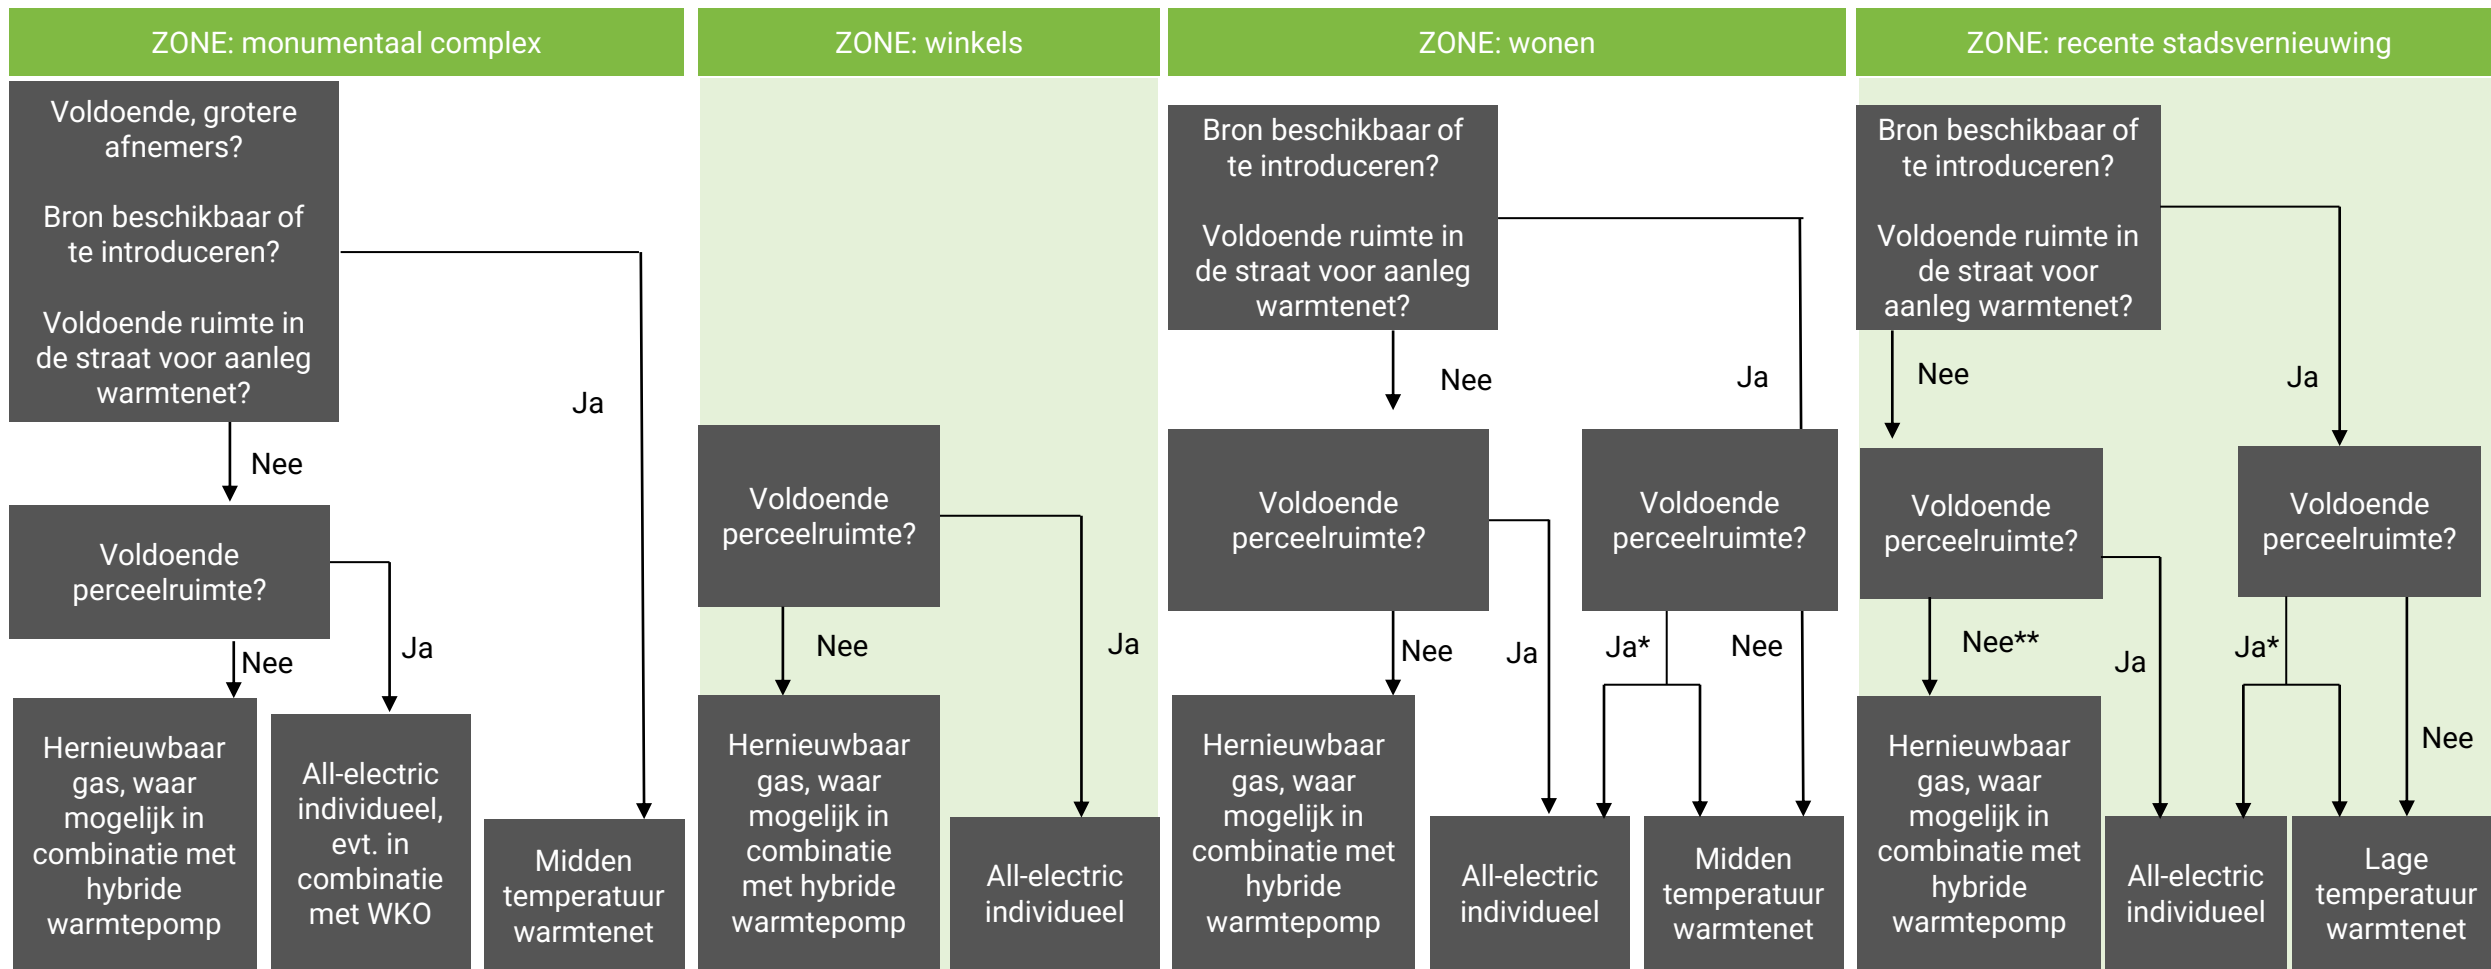 ZONE: monumentaal complex
Voldoende, grotere
afnemers?
Bron beschikbaar of
te introduceren?
Voldoende ruimte in
de straat voor aanleg
warmtenet?
Ja
Nee
Voldoende
perceelruimte?
Nee
Ja
Hernieuwbaar
gas, waar
mogelijk in
combinatie met
hybride
warmtepomp
All-electric
individueel,
evt. in
combinatie
met WKO
Midden
temperatuur
warmtenet
ZONE: winkels
Voldoende
perceelruimte?
Nee
Ja
Hernieuwbaar
gas, waar
mogelijk in
combinatie
met hybride
warmtepomp
All-electric
individueel
ZONE: wonen
Bron beschikbaar of
te introduceren?
Voldoende ruimte in
de straat voor aanleg
warmtenet?
Nee
Ja
Voldoende
perceelruimte?
Voldoende
perceelruimte?
Nee
Ja
Ja*
Nee
Hernieuwbaar
gas, waar
mogelijk in
combinatie met
hybride
warmtepomp
All-electric
individueel
Midden
temperatuur
warmtenet
ZONE: recente stadsvernieuwing
Bron beschikbaar of
te introduceren?
Voldoende ruimte in
de straat voor
aanleg warmtenet?
Nee
Ja
Voldoende
perceelruimte?
Voldoende
perceelruimte?
Nee**
Ja
Ja*
Nee
Hernieuwbaar
gas, waar
mogelijk in
combinatie met
hybride
warmtepomp
All-electric
individueel
Lage
temperatuur
warmtenet